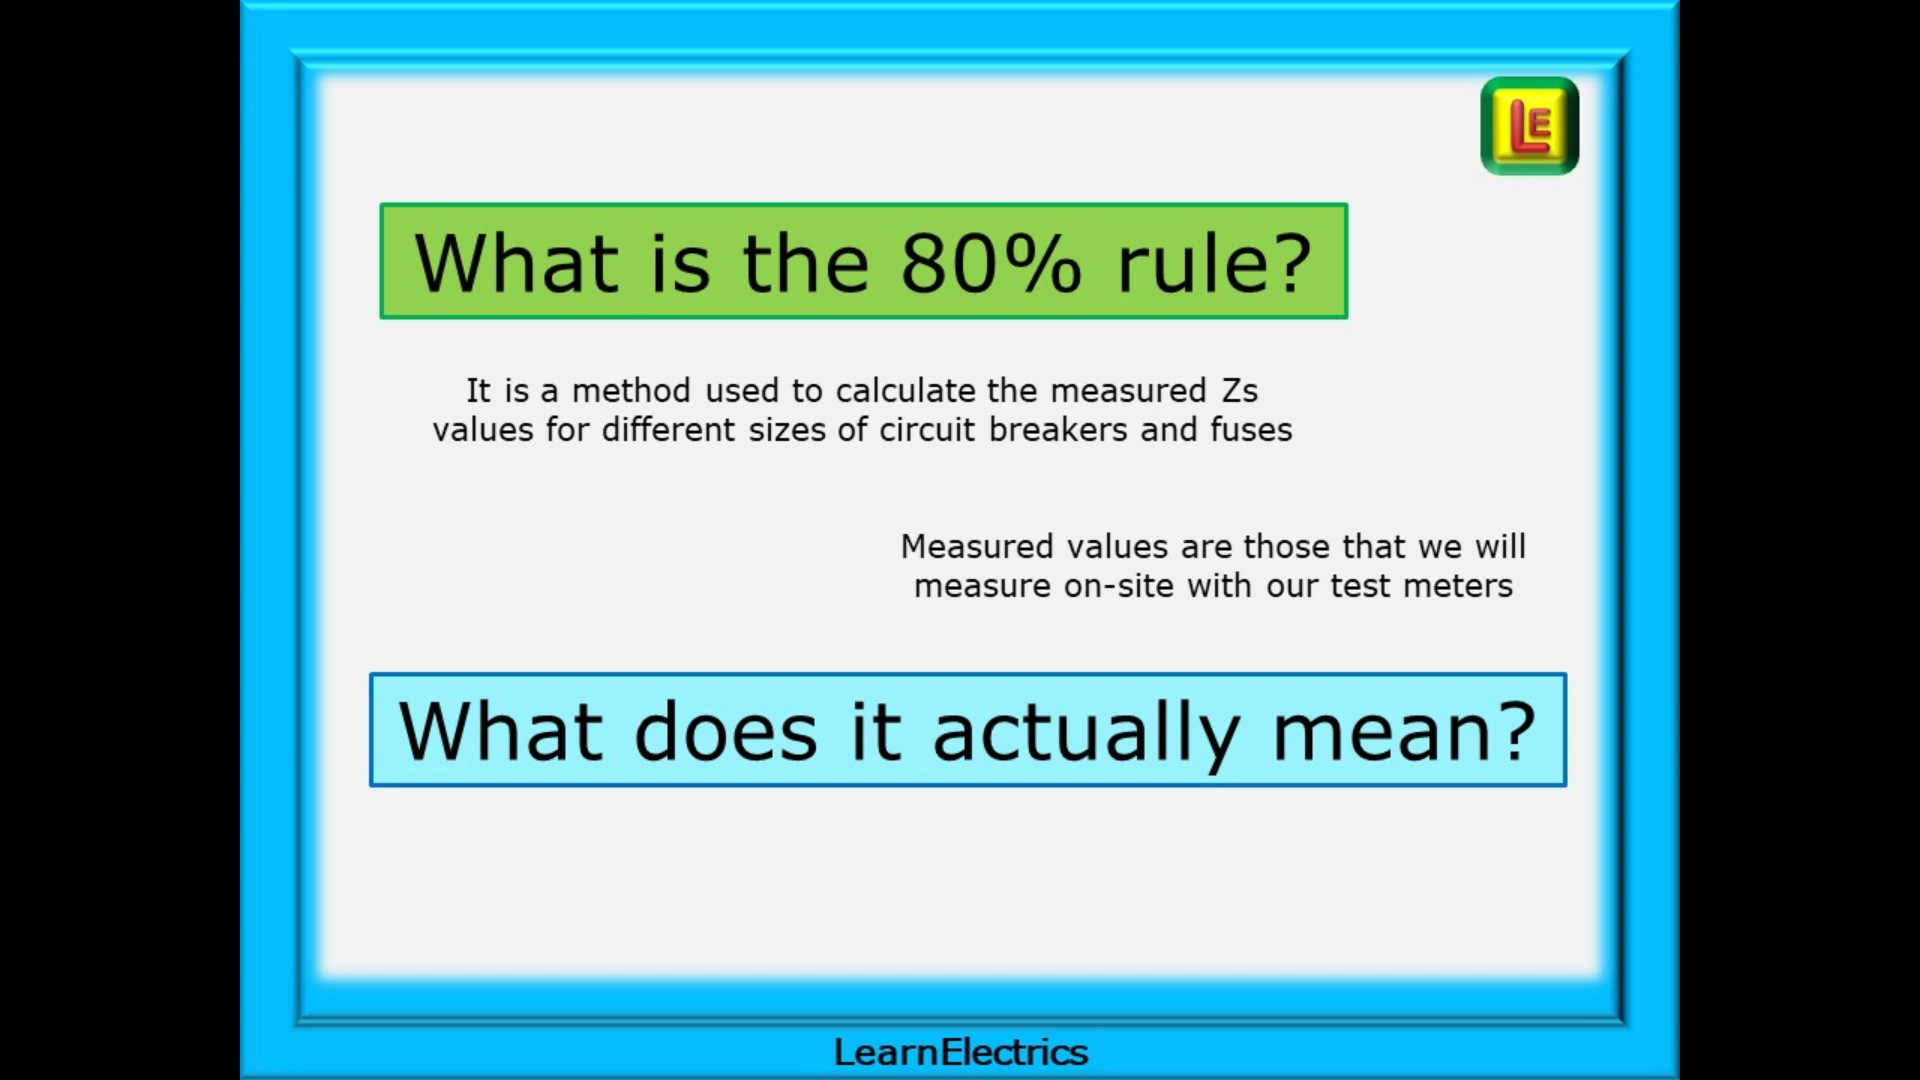 LE
What is the 80% rule?
It is a method used to calculate the measured Zs
values for different sizes of circuit breakers and fuses
Measured values are those that we will
measure on-site with our test meters
What does it actually mean?
LearnElectrics